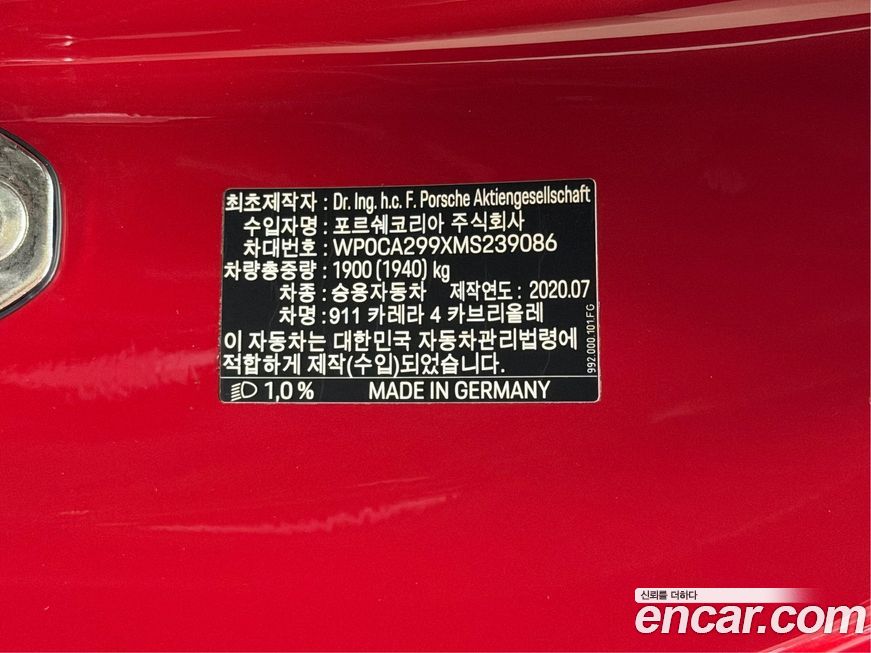 최초제작자 : Dr. Ing. h.c. F. Porsche Aktiengesellschaft
수입자명 : 포르쉐코리아 주식회사
차대번호 : WP0CA299XMS239086
차량총중량 : 1900 (1940) kg
차종 : 승용자동차 제작연도 : 2020.07
차명 : 911 카레라 4 카브리올레
이 자동차는 대한민국 자동차관리법령에
적합하게 제작(수입)되었습니다.
1,0 % MADE IN GERMANY
992.000.101.FG
신뢰를 더하다
encar.com